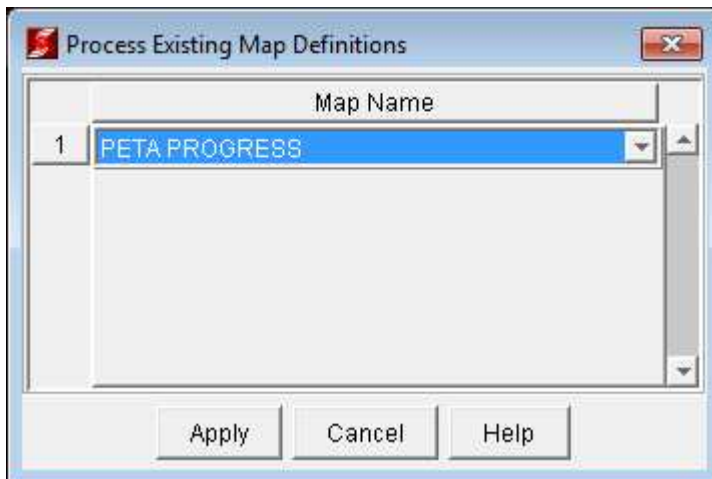 Process Existing Map Definitions
Map Name
1 PETA PROGRESS
Apply Cancel Help